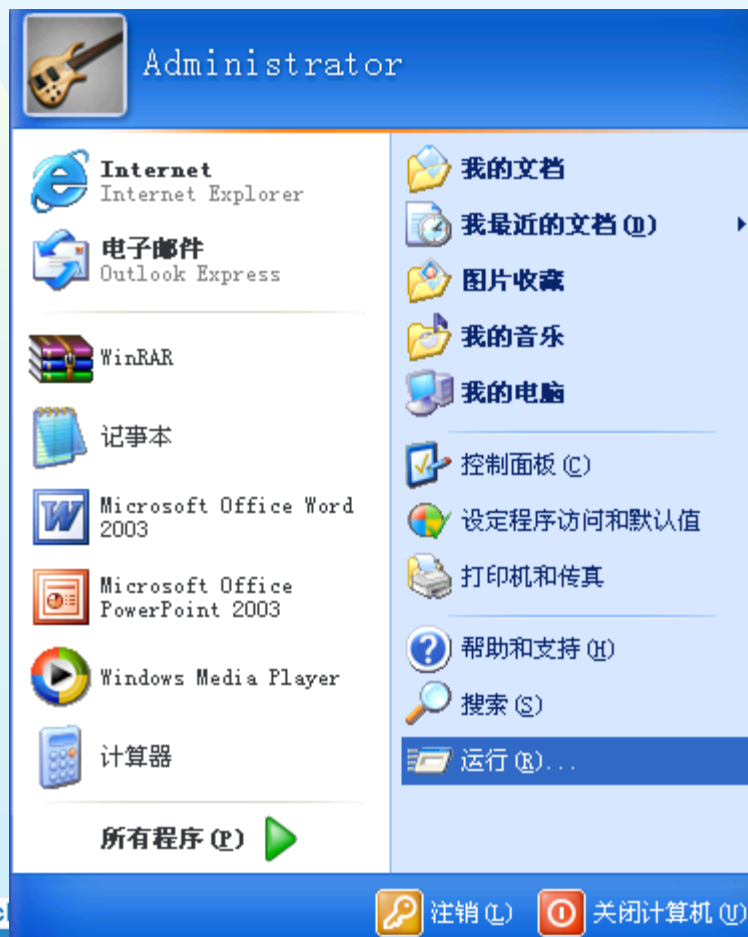 Administrator
Internet
Internet Explorer
电子邮件
Outlook Express
WinRAR
记事本
Microsoft Office Word
2003
Microsoft Office
PowerPoint 2003
Windows Media Player
计算器
所有程序(P)
我的文档
我最近的文档(D)
图片收藏
我的音乐
我的电脑
控制面板(C)
设定程序访问和默认值
打印机和传真
帮助和支持(H)
搜索(S)
运行(R)...
注销(L)
关闭计算机(U)